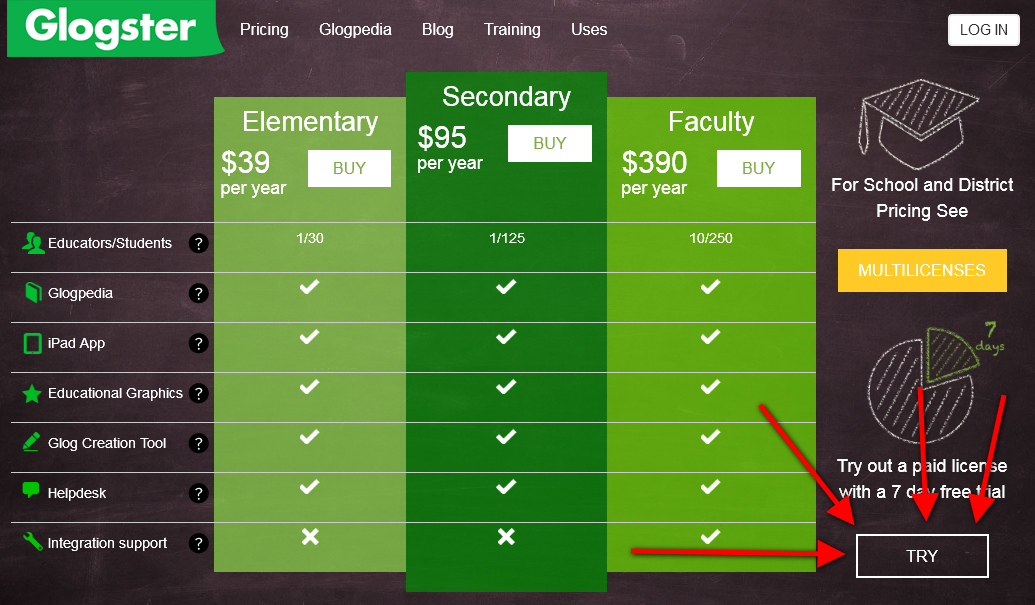 Glogster
Pricing Glogpedia Blog Training Uses
LOG IN
Elementary
$39
per year
BUY
Secondary
$95
per year
BUY
Faculty
$390
per year
BUY
For School and District
Pricing See
MULTILICENSES
Educators/Students ? 1/30 1/125 10/250
Glogpedia ?
iPad App ?
Educational Graphics ?
Glog Creation Tool ?
Helpdesk ?
Integration support ?
7
days
Try out a paid license
with a 7 day free trial
TRY